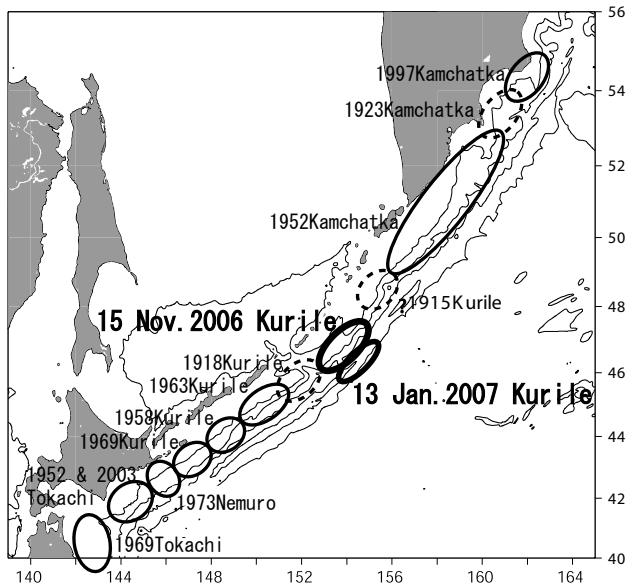 56
1997Kamchatka
54
1923Kamchatka
52
1952Kamchatka
50
?1915Kurile
48
15 Nov.2006 Kurile
1918Kurile
46
1963Kurile
13 Jan.2007 Kurile
1958Kurile
44
1969Kurile
1952 & 2003
Tokachi
42
1973Nemuro
1969Tokachi
40
140 144 148 152 156 160 164